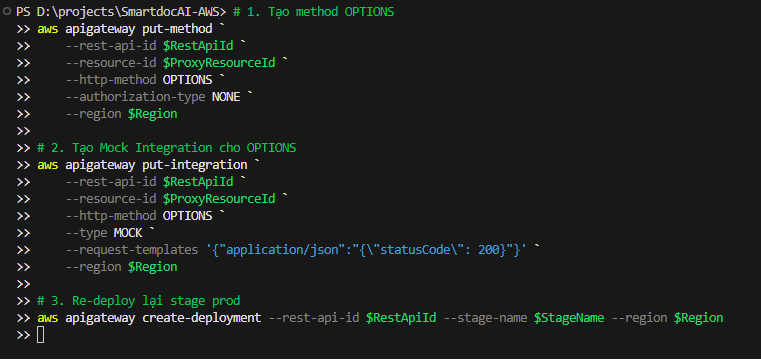 PS D:\projects\SmartdocAI-AWS> # 1. Tạo method OPTIONS
>> aws apigateway put-method `
>>     --rest-api-id $RestApiId `
>>     --resource-id $ProxyResourceId `
>>     --http-method OPTIONS `
>>     --authorization-type NONE `
>>     --region $Region
>>
>> # 2. Tạo Mock Integration cho OPTIONS
>> aws apigateway put-integration `
>>     --rest-api-id $RestApiId `
>>     --resource-id $ProxyResourceId `
>>     --http-method OPTIONS `
>>     --type MOCK `
>>     --request-templates '{"application/json":"{\"statusCode\": 200}"}' `
>>     --region $Region
>>
>> # 3. Re-deploy lại stage prod
>> aws apigateway create-deployment --rest-api-id $RestApiId --stage-name $StageName --region $Region
>>